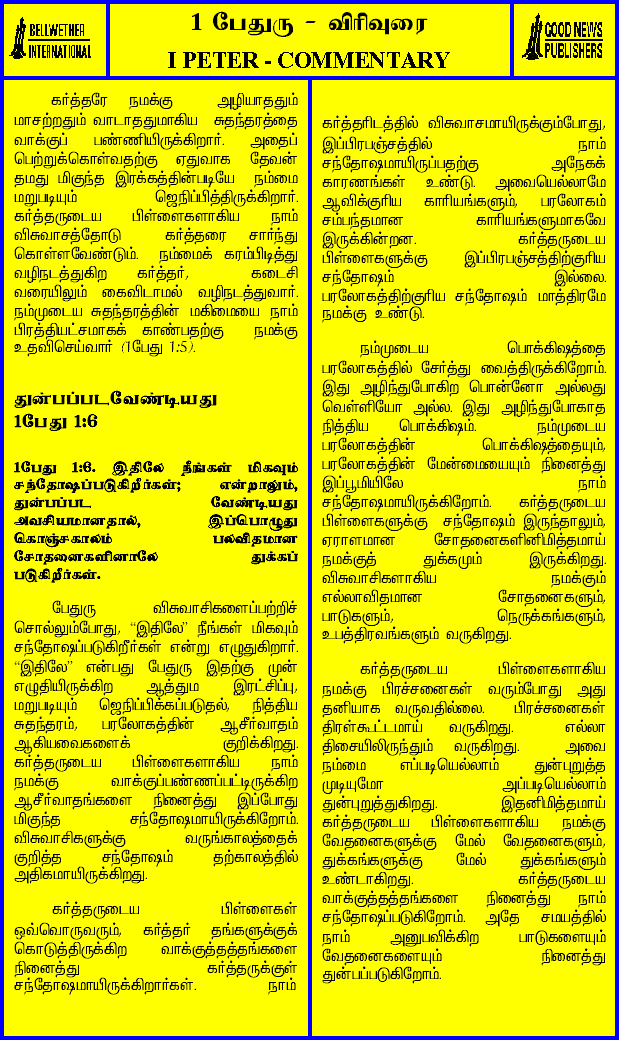 BELLWETHER
INTERNATIONAL
1 பேதுரு - விரிவுரை
I PETER - COMMENTARY
GOOD NEWS
PUBLISHERS
கர்த்தரே நமக்கு அழியாததும்
மாசற்றதும் வாடாததுமாகிய சுதந்தரத்தை
வாக்குப் பண்ணியிருக்கிறார். அதைப்
பெற்றுக்கொள்வதற்கு ஏதுவாக தேவன்
தமது மிகுந்த இரக்கத்தின்படியே நம்மை
மறுபடியும் ஜெநிப்பித்திருக்கிறார்.
கர்த்தருடைய பிள்ளைகளாகிய நாம்
விசுவாசத்தோடு கர்த்தரை சார்ந்து
கொள்ளவேண்டும். நம்மைக் கரம்பிடித்து
வழிநடத்துகிற கர்த்தர், கடைசி
வரையிலும் கைவிடாமல் வழிநடத்துவார்.
நம்முடைய சுதந்தரத்தின் மகிமையை நாம்
பிரத்தியட்சமாகக் காண்பதற்கு நமக்கு
உதவிசெய்வார் (1பேது 1:5).
துன்பப்படவேண்டியது
1பேது 1:6
1பேது 1:6. இதிலே நீங்கள் மிகவும்
சந்தோஷப்படுகிறீர்கள்; என்றாலும்,
துன்பப்பட வேண்டியது
அவசியமானதால், இப்பொழுது
கொஞ்சகாலம் பலவிதமான
சோதனைகளினாலே துக்கப்
படுகிறீர்கள்.
பேதுரு விசுவாசிகளைப்பற்றிச்
சொல்லும்போது, “இதிலே” நீங்கள் மிகவும்
சந்தோஷப்படுகிறீர்கள் என்று எழுதுகிறார்.
“இதிலே” என்பது பேதுரு இதற்கு முன்
எழுதியிருக்கிற ஆத்தும இரட்சிப்பு,
மறுபடியும் ஜெநிப்பிக்கப்படுதல், நித்திய
சுதந்தரம், பரலோகத்தின் ஆசீர்வாதம்
ஆகியவைகளைக் குறிக்கிறது.
கர்த்தருடைய பிள்ளைகளாகிய நாம்
நமக்கு வாக்குப்பண்ணப்பட்டிருக்கிற
ஆசீர்வாதங்களை நினைத்து இப்போது
மிகுந்த சந்தோஷமாயிருக்கிறோம்.
விசுவாசிகளுக்கு வருங்காலத்தைக்
குறித்த சந்தோஷம் தற்காலத்தில்
அதிகமாயிருக்கிறது.
கர்த்தருடைய பிள்ளைகள்
ஒவ்வொருவரும், கர்த்தர் தங்களுக்குக்
கொடுத்திருக்கிற வாக்குத்தத்தங்களை
நினைத்து கர்த்தருக்குள்
சந்தோஷமாயிருக்கிறார்கள். நாம்
கர்த்தரிடத்தில் விசுவாசமாயிருக்கும்போது,
இப்பிரபஞ்சத்தில் நாம்
சந்தோஷமாயிருப்பதற்கு அநேகக்
காரணங்கள் உண்டு. அவையெல்லாமே
ஆவிக்குரிய காரியங்களும், பரலோகம்
சம்பந்தமான காரியங்களுமாகவே
இருக்கின்றன. கர்த்தருடைய
பிள்ளைகளுக்கு இப்பிரபஞ்சத்திற்குரிய
சந்தோஷம் இல்லை.
பரலோகத்திற்குரிய சந்தோஷம் மாத்திரமே
நமக்கு உண்டு.
நம்முடைய பொக்கிஷத்தை
பரலோகத்தில் சேர்த்து வைத்திருக்கிறோம்.
இது அழிந்துபோகிற பொன்னோ அல்லது
வெள்ளியோ அல்ல. இது அழிந்துபோகாத
நித்திய பொக்கிஷம். நம்முடைய
பரலோகத்தின் பொக்கிஷத்தையும்,
பரலோகத்தின் மேன்மையையும் நினைத்து
இப்பூமியிலே நாம்
சந்தோஷமாயிருக்கிறோம். கர்த்தருடைய
பிள்ளைகளுக்கு சந்தோஷம் இருந்தாலும்,
ஏராளமான சோதனைகளினிமித்தமாய்
நமக்குத் துக்கமும் இருக்கிறது.
விசுவாசிகளாகிய நமக்கும்
எல்லாவிதமான சோதனைகளும்,
பாடுகளும், நெருக்கங்களும்,
உபத்திரவங்களும் வருகிறது.
கர்த்தருடைய பிள்ளைகளாகிய
நமக்கு பிரச்சனைகள் வரும்போது அது
தனியாக வருவதில்லை. பிரச்சனைகள்
திரள்கூட்டமாய் வருகிறது. எல்லா
திசையிலிருந்தும் வருகிறது. அவை
நம்மை எப்படியெல்லாம் துன்புறுத்த
முடியுமோ அப்படியெல்லாம்
துன்புறுத்துகிறது. இதனிமித்தமாய்
கர்த்தருடைய பிள்ளைகளாகிய நமக்கு
வேதனைகளுக்கு மேல் வேதனைகளும்,
துக்கங்களுக்கு மேல் துக்கங்களும்
உண்டாகிறது. கர்த்தருடைய
வாக்குத்தத்தங்களை நினைத்து நாம்
சந்தோஷப்படுகிறோம். அதே சமயத்தில்
நாம் அனுபவிக்கிற பாடுகளையும்
வேதனைகளையும் நினைத்து
துன்பப்படுகிறோம்.